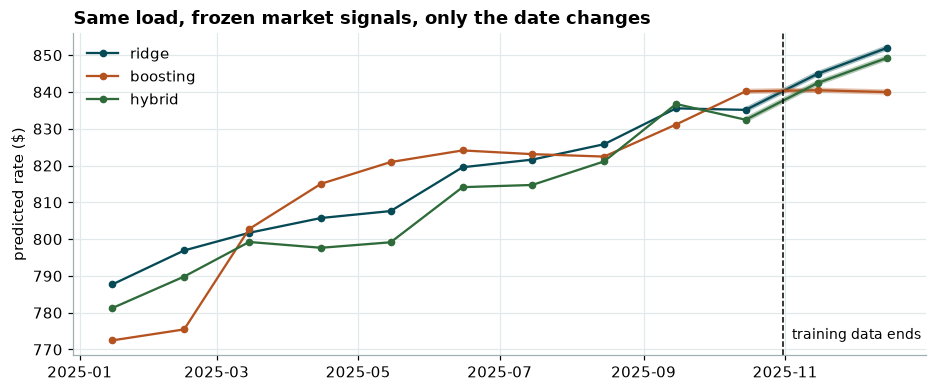 Same load, frozen market signals, only the date changes
ridge
boosting
hybrid
predicted rate ($)
850
840
830
820
810
800
790
780
770
training data ends
2025-01
2025-03
2025-05
2025-07
2025-09
2025-11